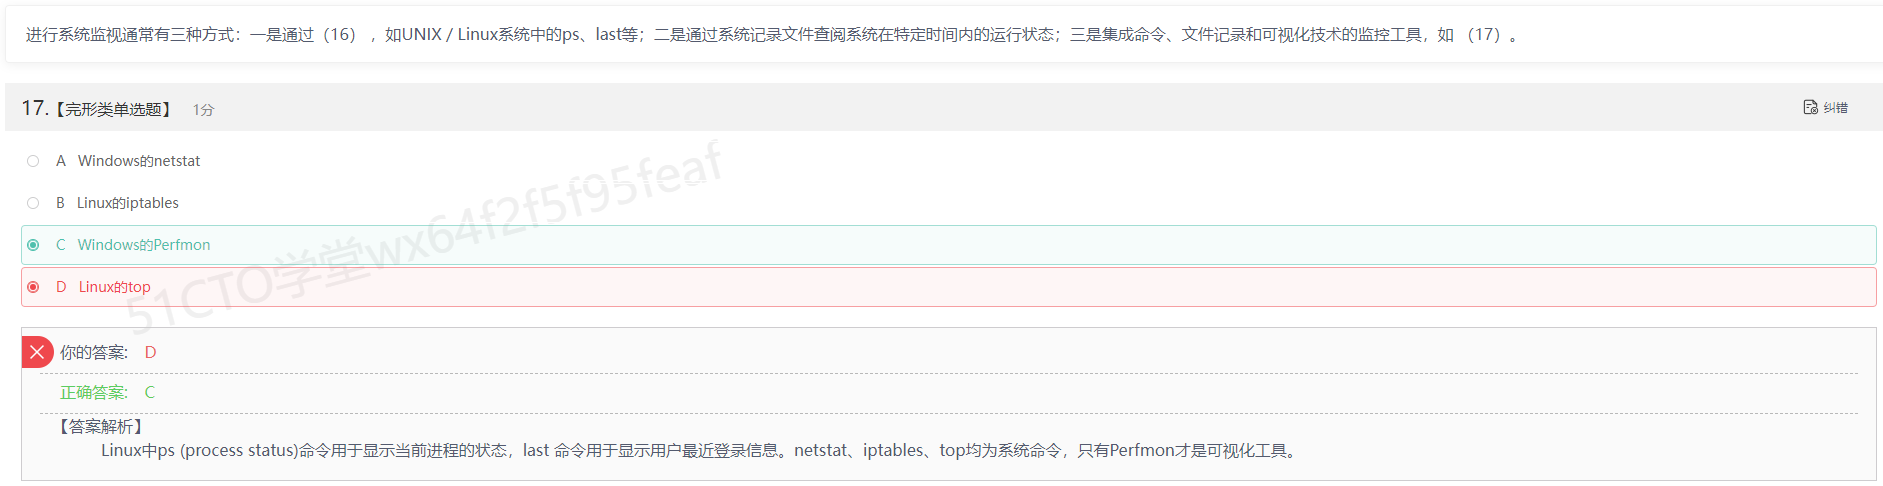 进行系统监视通常有三种方式：一是通过（16） ，如UNIX / Linux系统中的ps、last等；二是通过系统记录文件查阅系统在特定时间内的运行状态；三是集成命令、文件记录和可视化技术的监控工具，如 （17）。
17.【完形类单选题】 1分 纠错
A Windows的netstat
B Linux的iptables
C Windows的Perfmon
D Linux的top
51CTO学堂wx64f2f5f95feaf
你的答案： D
正确答案： C
【答案解析】
Linux中ps (process status)命令用于显示当前进程的状态，last 命令用于显示用户最近登录信息。netstat、iptables、top均为系统命令，只有Perfmon才是可视化工具。